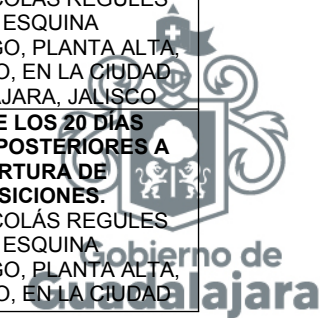 COLÁS REGULES
ESQUINA
GO, PLANTA ALTA,
O, EN LA CIUDAD
AJARA, JALISCO
E LOS 20 DÍAS
POSTERIORES A
RTURA DE
SICIONES.
COLÁS REGULES
ESQUINA
GO, PLANTA ALTA,
O, EN LA CIUDAD
Gobierno de
Guadalajara